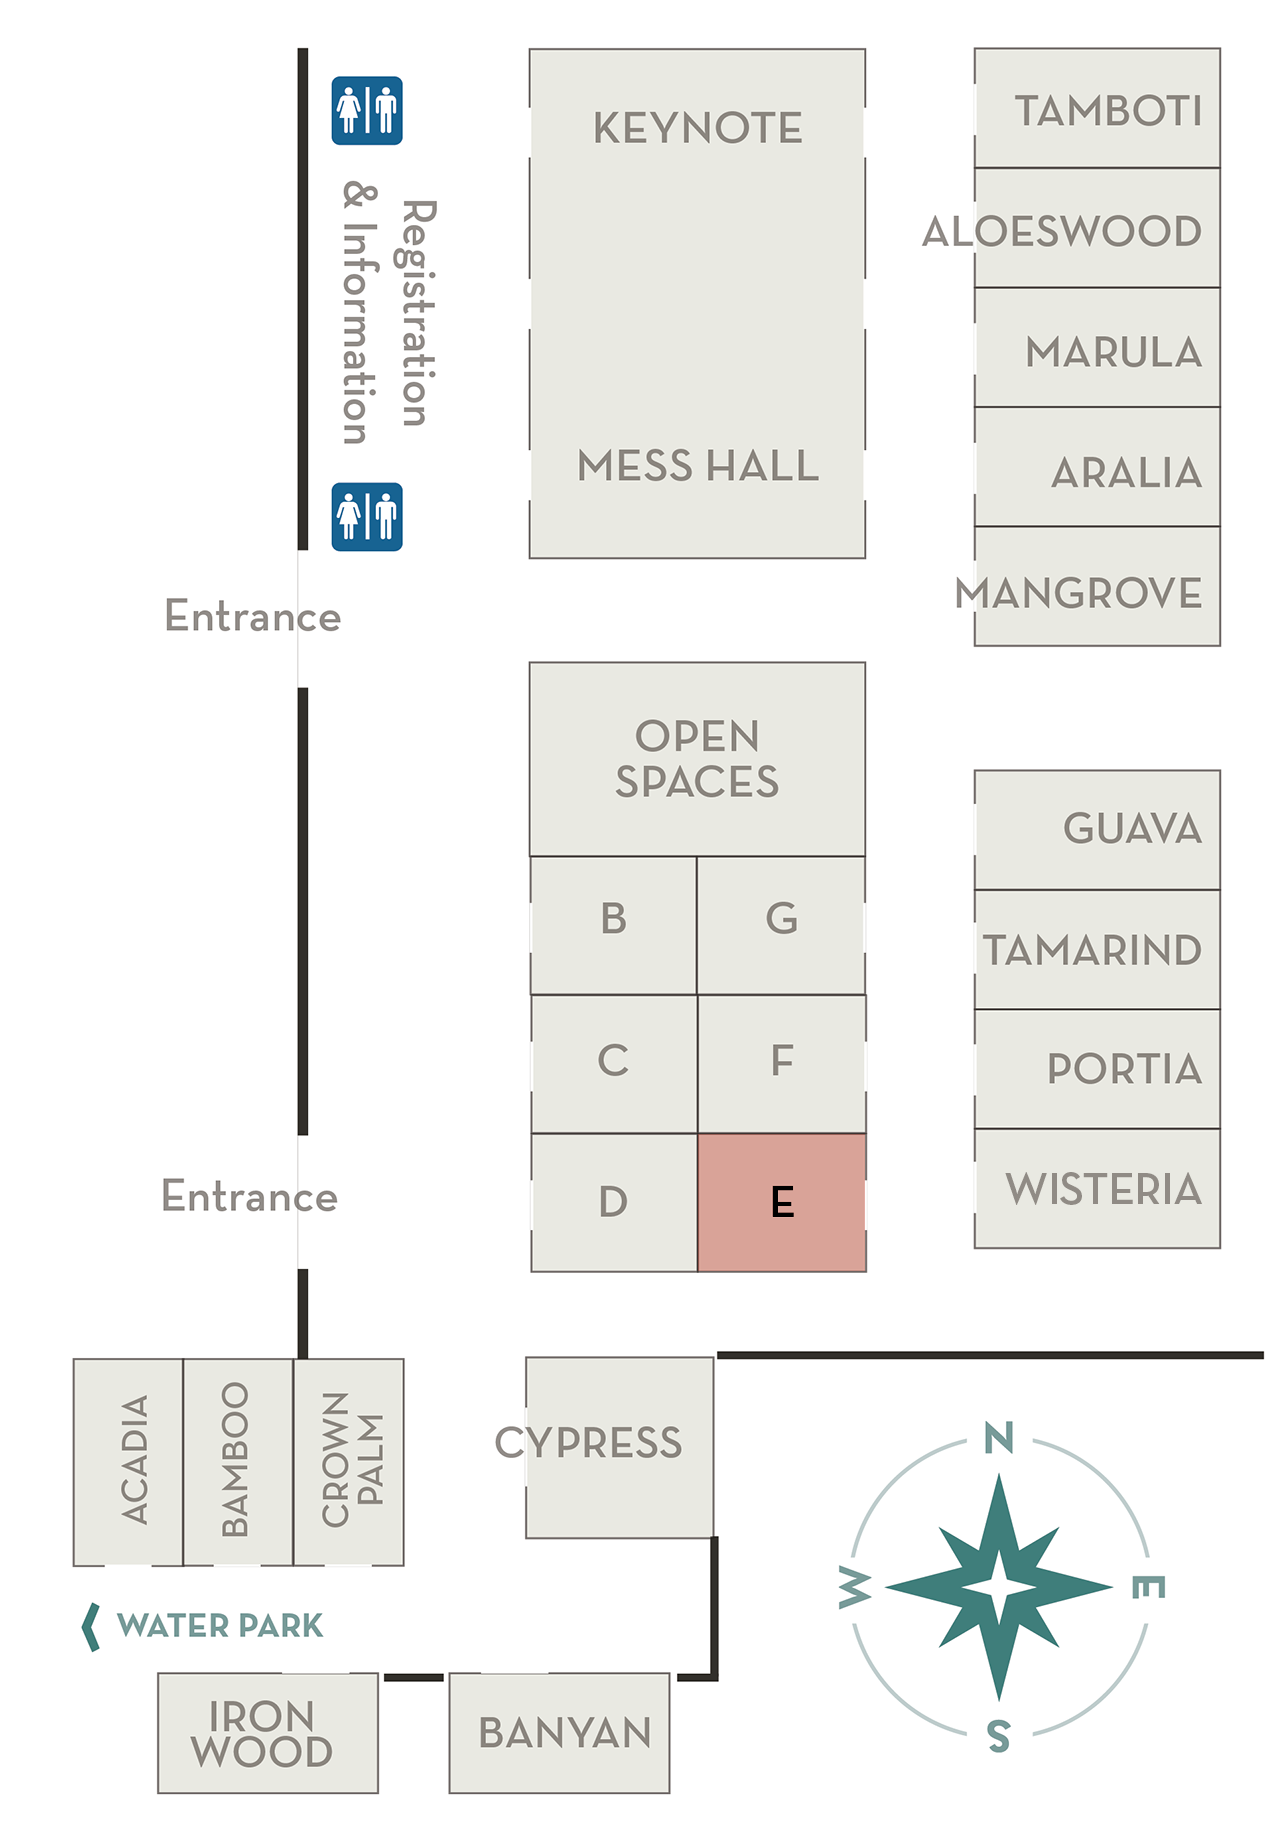 KEYNOTE
MESS HALL
TAMBOTI
ALOESWOOD
MARULA
ARALIA
MANGROVE
Registration
& Information
Entrance
OPEN
SPACES
B
G
C
F
D
E
GUAVA
TAMARIND
PORTIA
WISTERIA
Entrance
ACADIA
BAMBOO
CROWN
PALM
CYPRESS
WATER PARK
IRON
WOOD
BANYAN
N
W
E
S